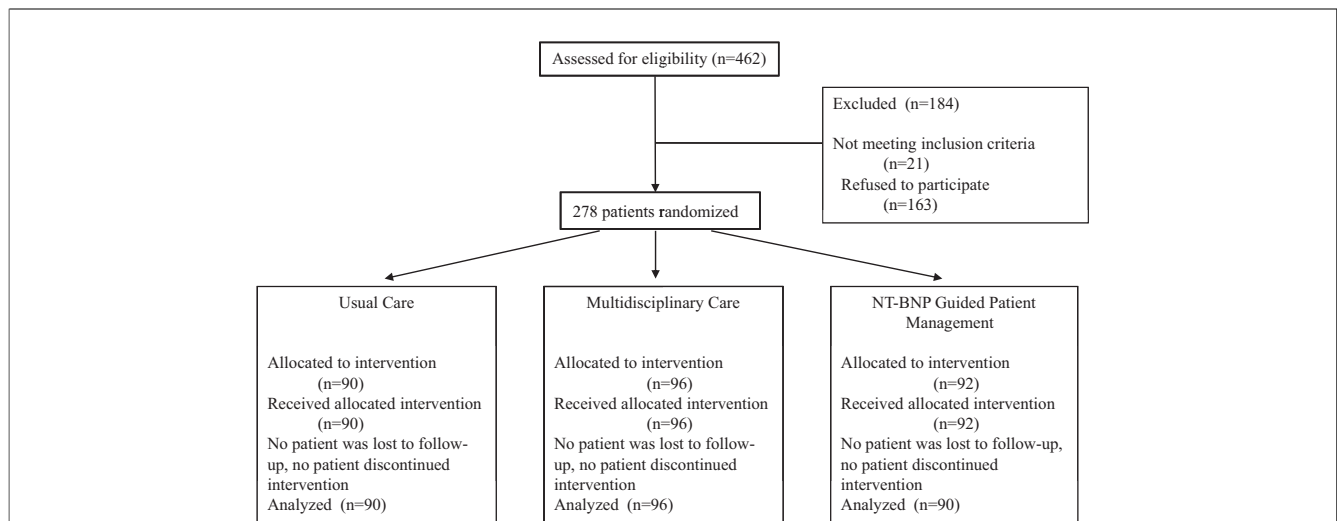 Assessed for eligibility (n=462)
Excluded (n=184)
Not meeting inclusion criteria
(n=21)
Refused to participate
(n=163)
278 patients randomized
Usual Care
Allocated to intervention
(n=90)
Received allocated intervention
(n=90)
No patient was lost to follow-
up, no patient discontinued
intervention
Analyzed (n=90)
Multidisciplinary Care
Allocated to intervention
(n=96)
Received allocated intervention
(n=96)
No patient was lost to follow-
up, no patient discontinued
intervention
Analyzed (n=96)
NT-BNP Guided Patient
Management
Allocated to intervention
(n=92)
Received allocated intervention
(n=92)
No patient was lost to follow-up,
no patient discontinued
intervention
Analyzed (n=90)